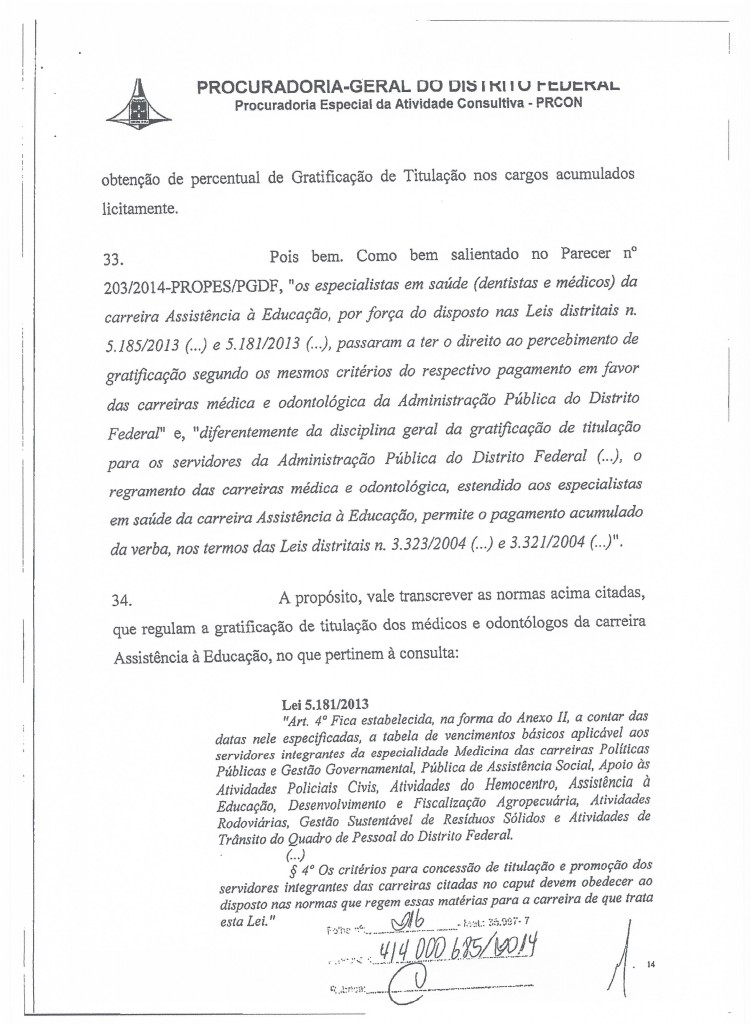 PROCURADORIA-GERAL DO DISTRITO FEDERAL
Procuradoria Especial da Atividade Consultiva - PRCON
obtenção de percentual de Gratificação de Titulação nos cargos acumulados
licitamente.
33. Pois bem. Como bem salientado no Parecer nº
203/2014-PROPES/PGDF, "os especialistas em saúde (dentistas e médicos) da
carreira Assistência à Educação, por força do disposto nas Leis distritais n.
5.185/2013 (...) e 5.181/2013 (...), passaram a ter o direito ao percebimento de
gratificação segundo os mesmos critérios do respectivo pagamento em favor
das carreiras médica e odontológica da Administração Pública do Distrito
Federal" e, "diferentemente da disciplina geral da gratificação de titulação
para os servidores da Administração Pública do Distrito Federal (...), o
regramento das carreiras médica e odontológica, estendido aos especialistas
em saúde da carreira Assistência à Educação, permite o pagamento acumulado
da verba, nos termos das Leis distritais n. 3.323/2004 (...) e 3.321/2004 (...)".
34. A propósito, vale transcrever as normas acima citadas,
que regulam a gratificação de titulação dos médicos e odontólogos da carreira
Assistência à Educação, no que pertinem à consulta:
Lei 5.181/2013
"Art. 4º Fica estabelecida, na forma do Anexo II, a contar das
datas nele especificadas, a tabela de vencimentos básicos aplicável aos
servidores integrantes da especialidade Medicina das carreiras Políticas
Públicas e Gestão Governamental, Pública de Assistência Social, Apoio às
Atividades Policiais Civis, Atividades do Hemocentro, Assistência à
Educação, Desenvolvimento e Fiscalização Agropecuária, Atividades
Rodoviárias, Gestão Sustentável de Resíduos Sólidos e Atividades de
Trânsito do Quadro de Pessoal do Distrito Federal.
(...)
§ 4º Os critérios para concessão de titulação e promoção dos
servidores integrantes das carreiras citadas no caput devem obedecer ao
disposto nas normas que regem essas matérias para a carreira de que trata
esta Lei."
Folha nº
414 000 685/2014
Rubrica:
14